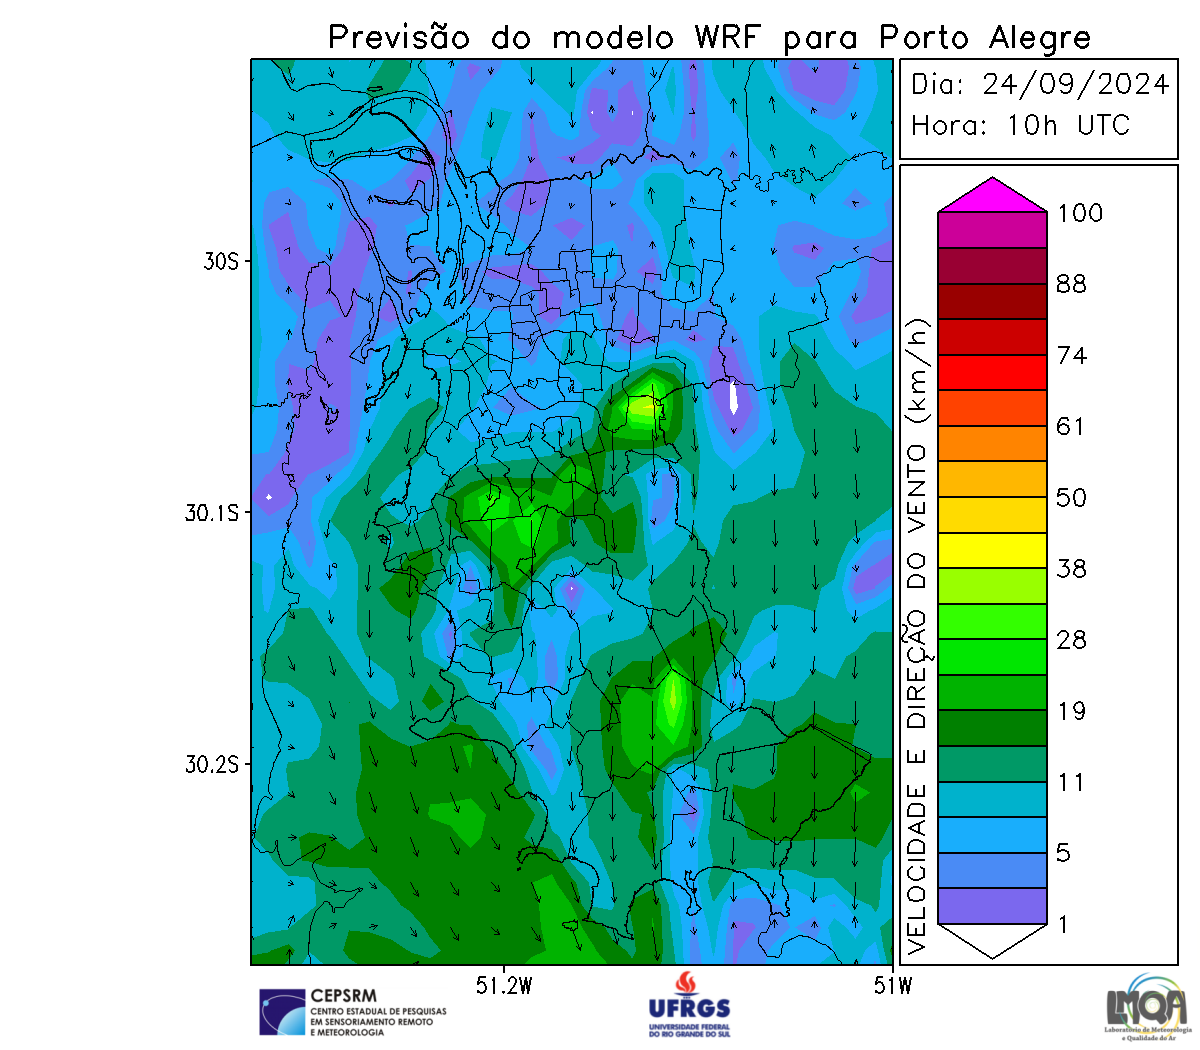 Previsão do modelo WRF para Porto Alegre
Dia: 24/09/2024
Hora: 10h UTC
30S
30.1S
30.2S
51.2W
51W
VELOCIDADE E DIREÇÃO DO VENTO (km/h)
100
88
74
61
50
38
28
19
11
5
1
CEPSRM
CENTRO ESTADUAL DE PESQUISAS
EM SENSORIAMENTO REMOTO
E METEOROLOGIA
UFRGS
UNIVERSIDADE FEDERAL
DO RIO GRANDE DO SUL
LMQA
Laboratório de Meteorologia
e Qualidade do Ar